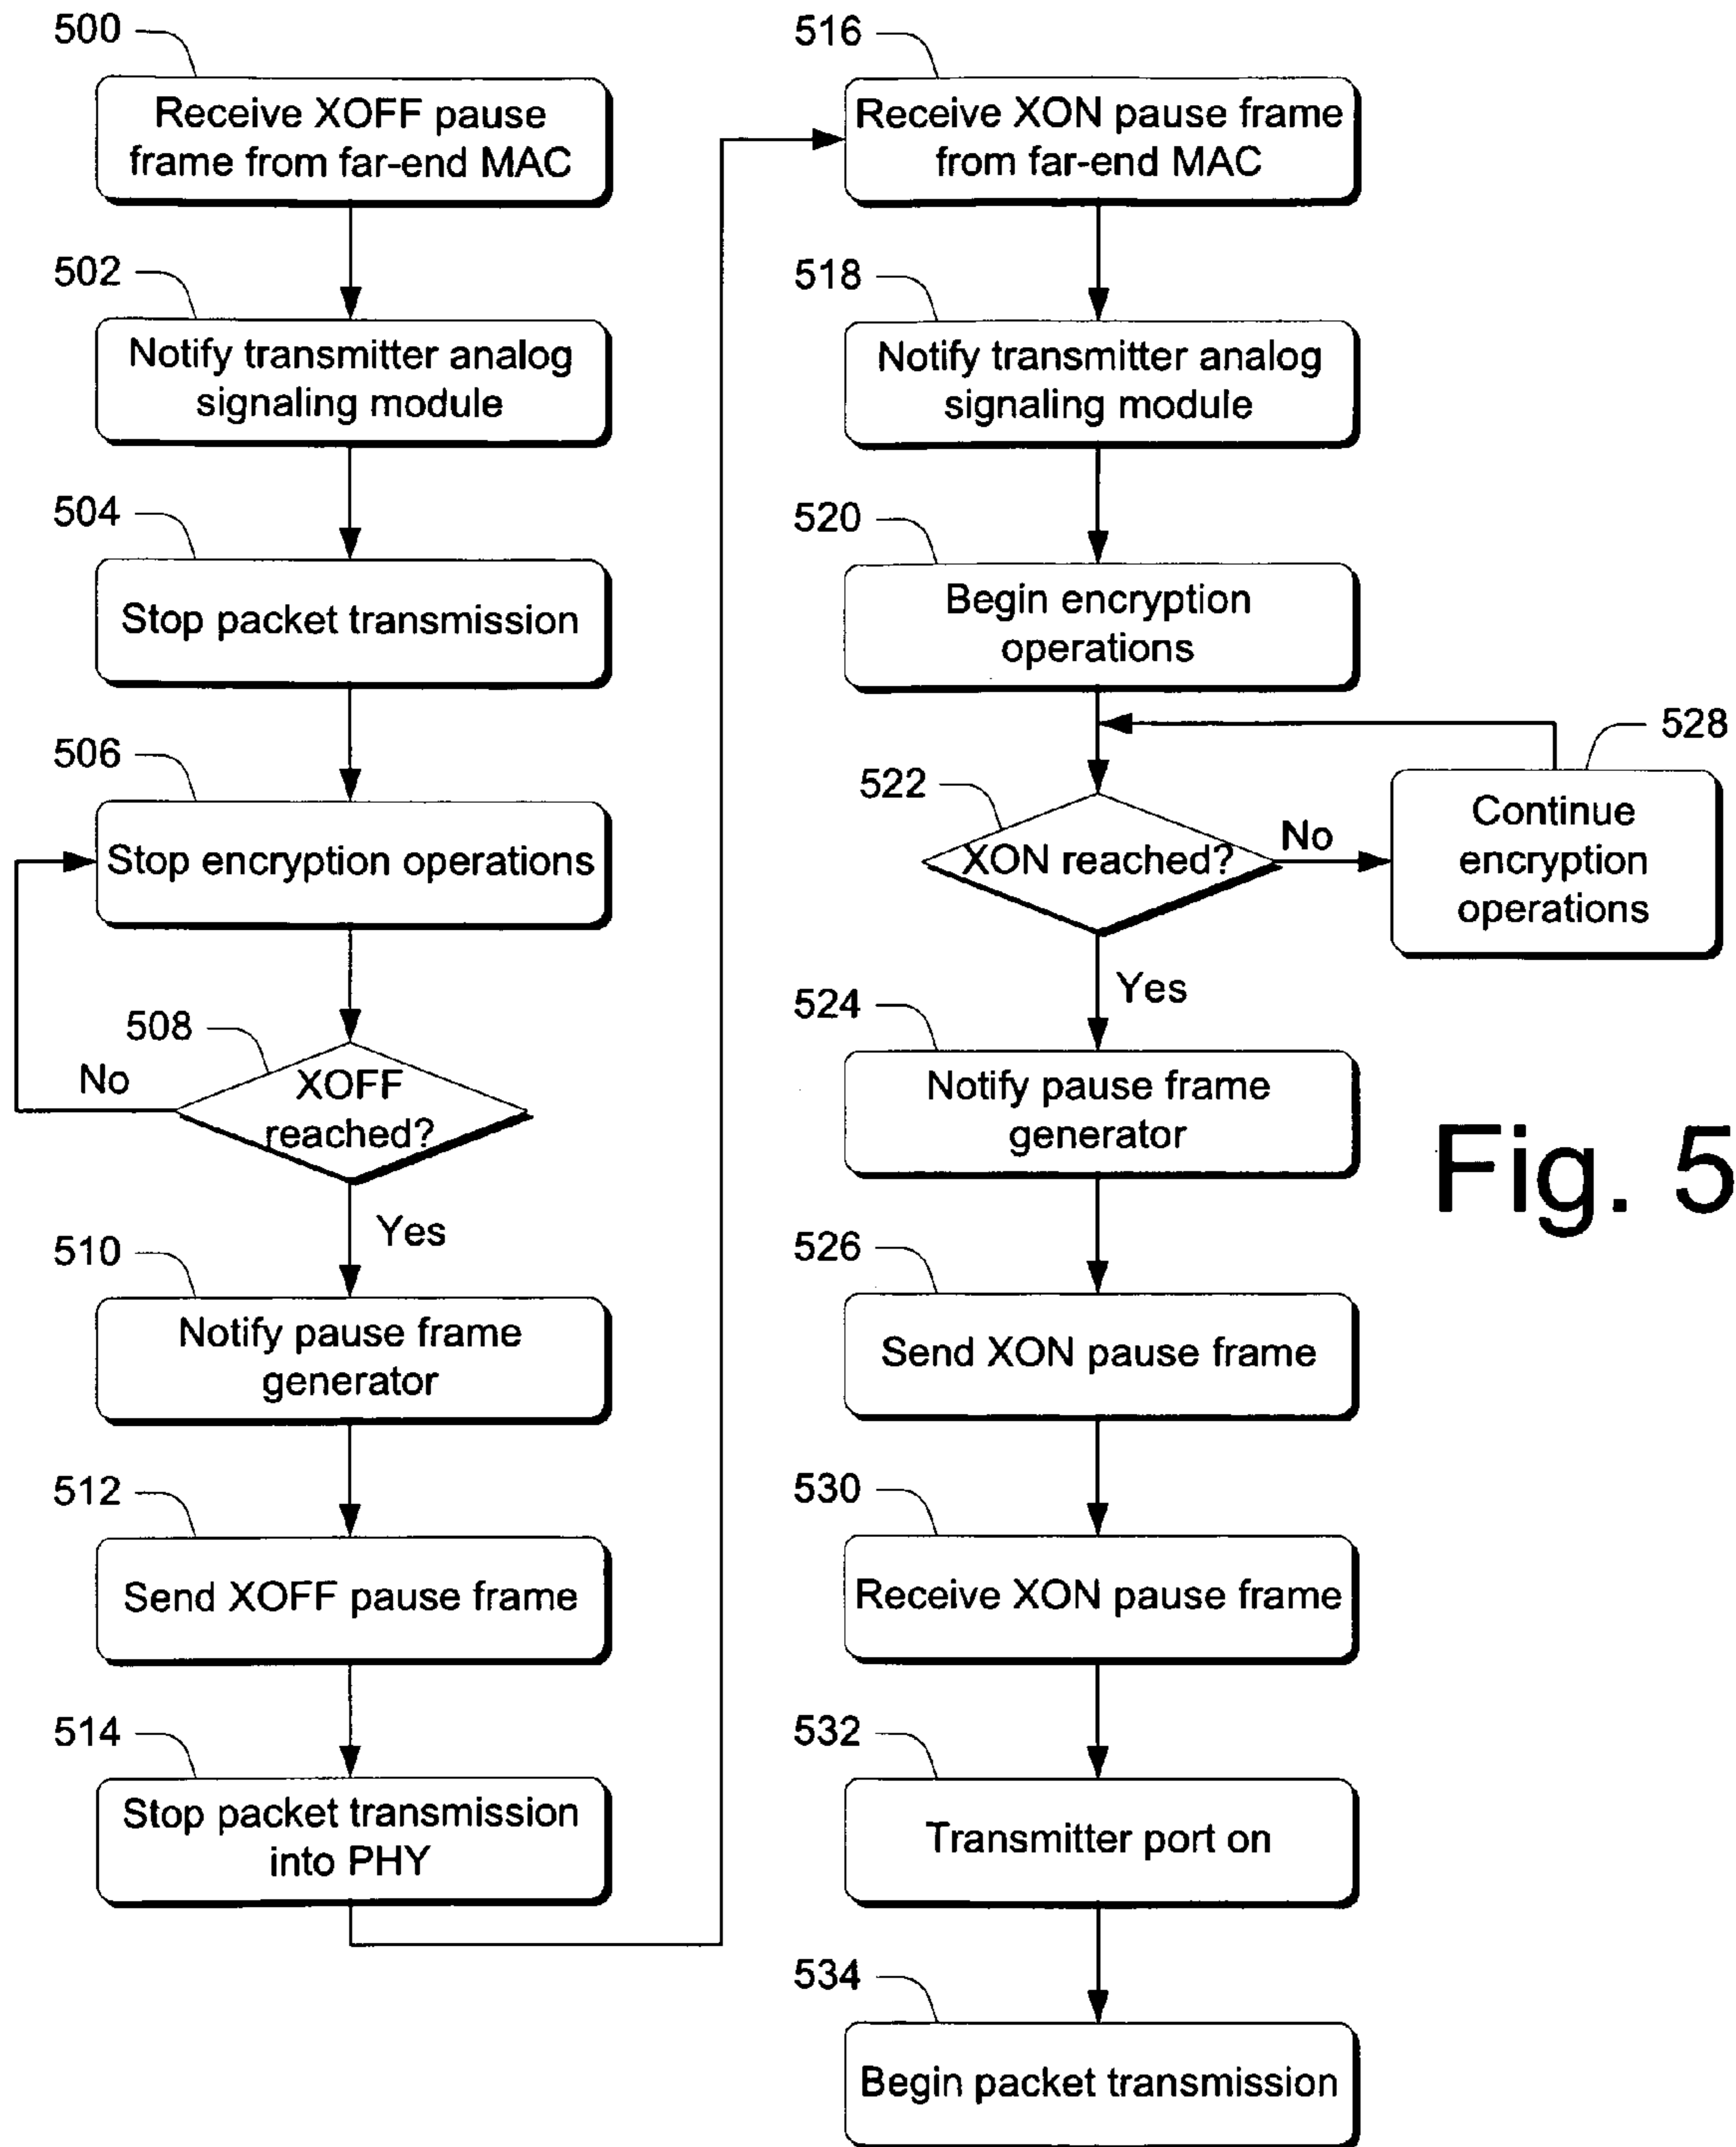 500
Receive XOFF pause
frame from far-end MAC
502
Notify transmitter analog
signaling module
504
Stop packet transmission
506
Stop encryption operations
508
No
XOFF
reached?
Yes
510
Notify pause frame
generator
512
Send XOFF pause frame
514
Stop packet transmission
into PHY
516
Receive XON pause frame
from far-end MAC
518
Notify transmitter analog
signaling module
520
Begin encryption
operations
522
XON reached?
No
528
Continue
encryption
operations
Yes
524
Notify pause frame
generator
526
Send XON pause frame
530
Receive XON pause frame
532
Transmitter port on
534
Begin packet transmission
Fig. 5